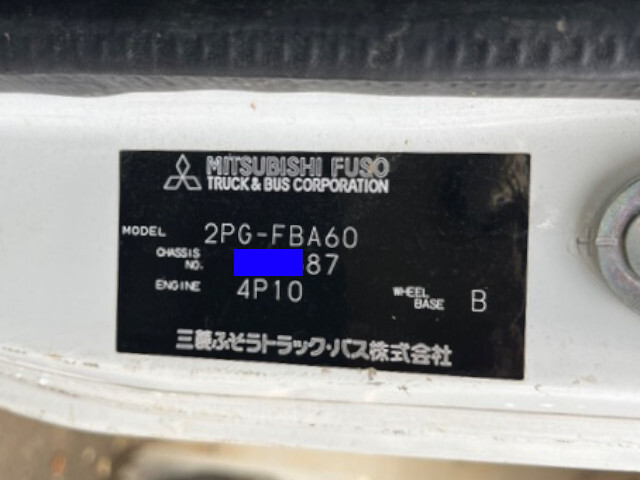 MITSUBISHI FUSO
TRUCK & BUS CORPORATION
MODEL 2PG-FBA60
CHASSIS NO. 87
ENGINE 4P10 WHEEL BASE B
三菱ふそうトラック・バス株式会社